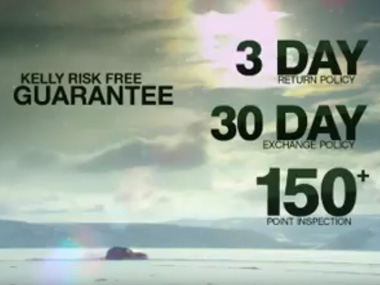 KELLY RISK FREE
GUARANTEE
3 DAY
RETURN POLICY
30 DAY
EXCHANGE POLICY
150+
POINT INSPECTION